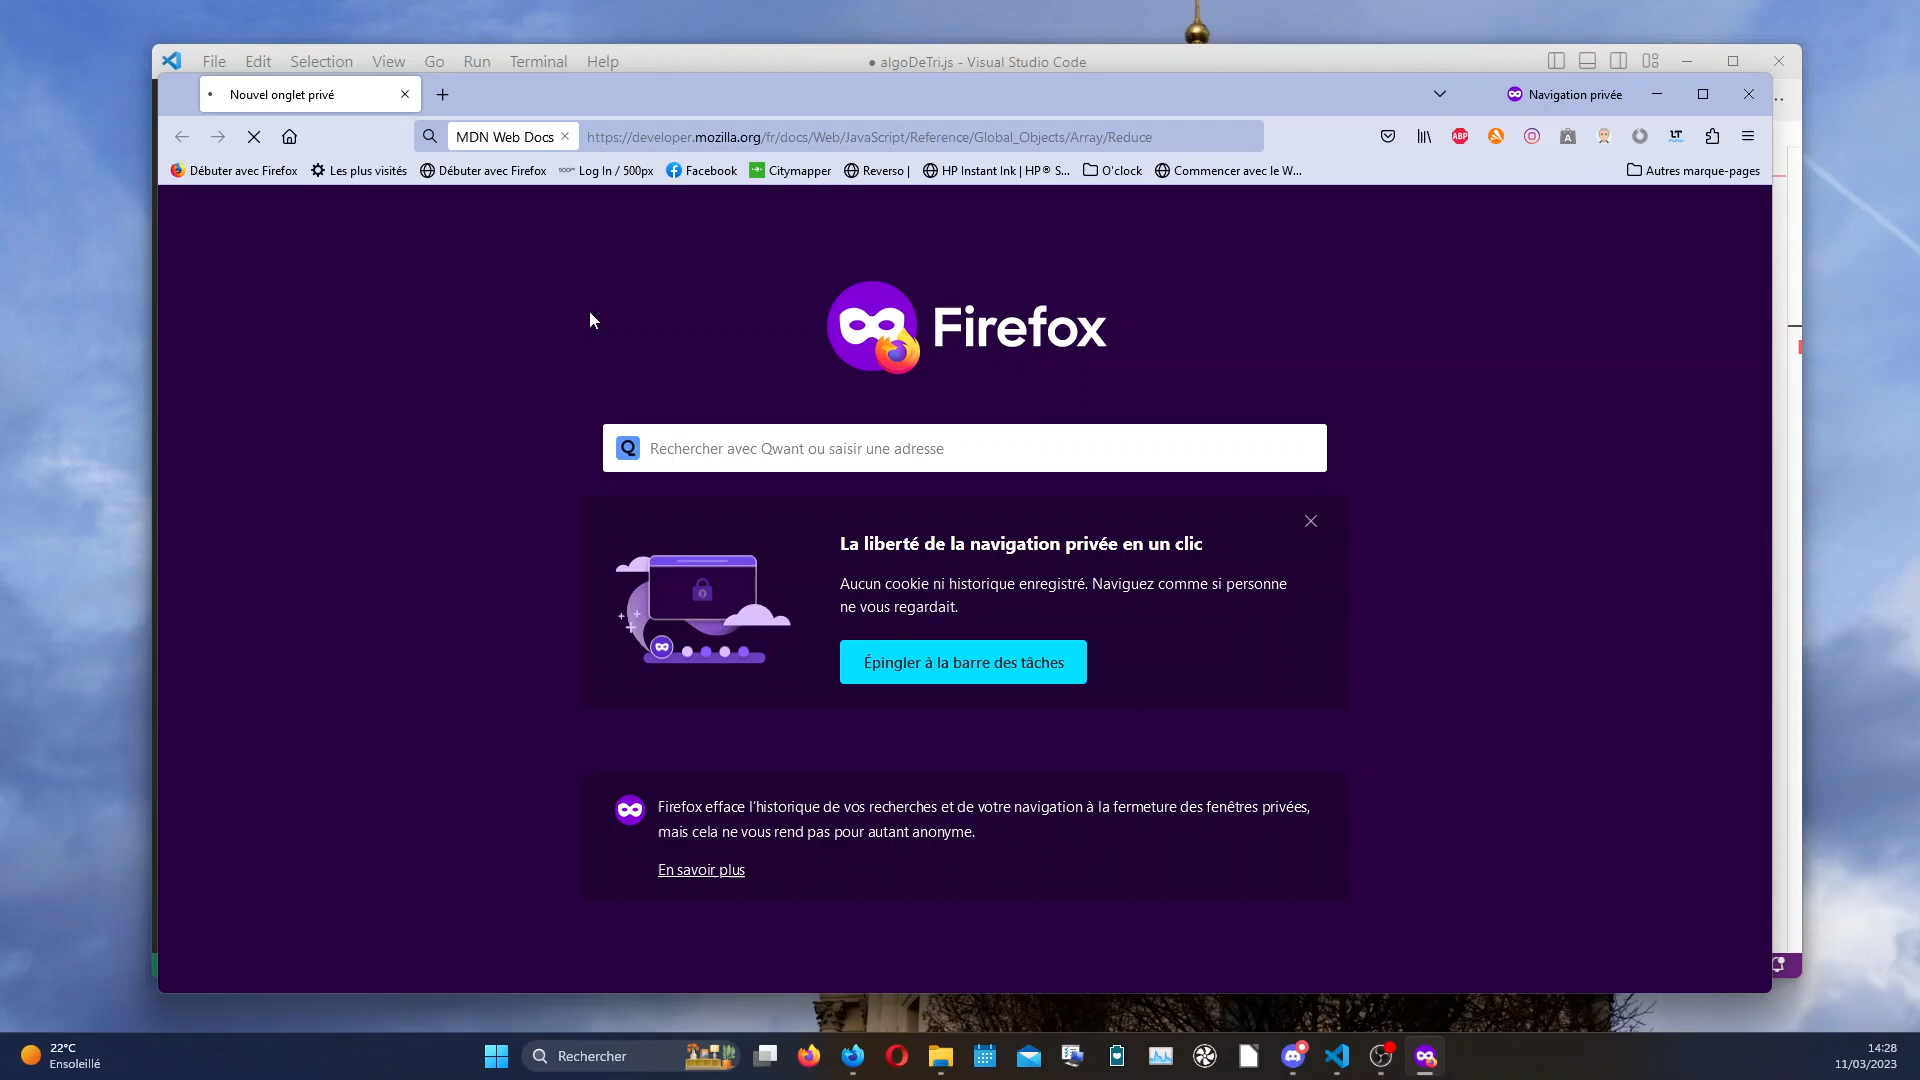 File Edit Selection View Go Run Terminal Help
● algoDeTri.js - Visual Studio Code
Nouvel onglet privé
Navigation privée
MDN Web Docs
https://developer.mozilla.org/fr/docs/Web/JavaScript/Reference/Global_Objects/Array/Reduce
ABP
A
LT
Débuter avec Firefox
Les plus visités
Débuter avec Firefox
500px Log In / 500px
Facebook
Citymapper
Reverso |
HP Instant Ink | HP® S...
O'clock
Commencer avec le W...
Autres marque-pages
Firefox
Q Rechercher avec Qwant ou saisir une adresse
La liberté de la navigation privée en un clic
Aucun cookie ni historique enregistré. Naviguez comme si personne
ne vous regardait.
Épingler à la barre des tâches
Firefox efface l'historique de vos recherches et de votre navigation à la fermeture des fenêtres privées,
mais cela ne vous rend pas pour autant anonyme.
En savoir plus
22°C
Ensoleillé
Rechercher
14:28
11/03/2023